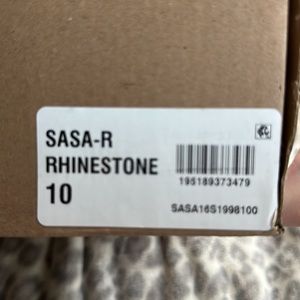 SASA-R
RHINESTONE
10
195189373479
SASA16S1998100